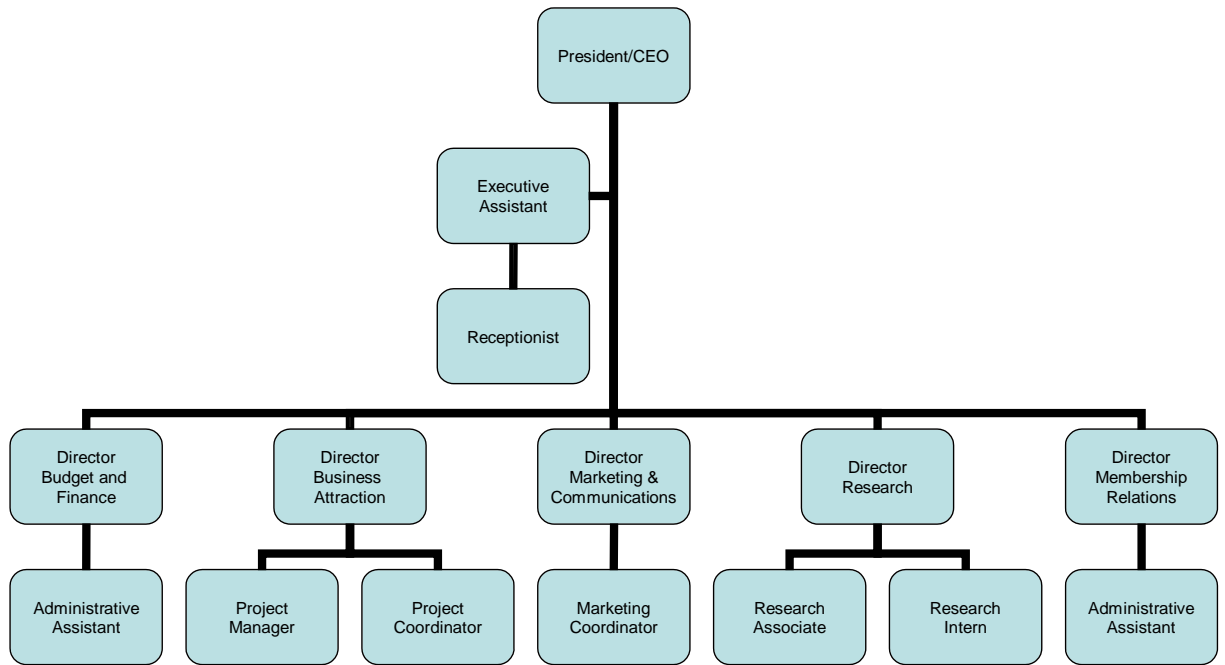 President/CEO
Executive
Assistant
Receptionist
Director
Budget and
Finance
Director
Business
Attraction
Director
Marketing &
Communications
Director
Research
Director
Membership
Relations
Administrative
Assistant
Project
Manager
Project
Coordinator
Marketing
Coordinator
Research
Associate
Research
Intern
Administrative
Assistant